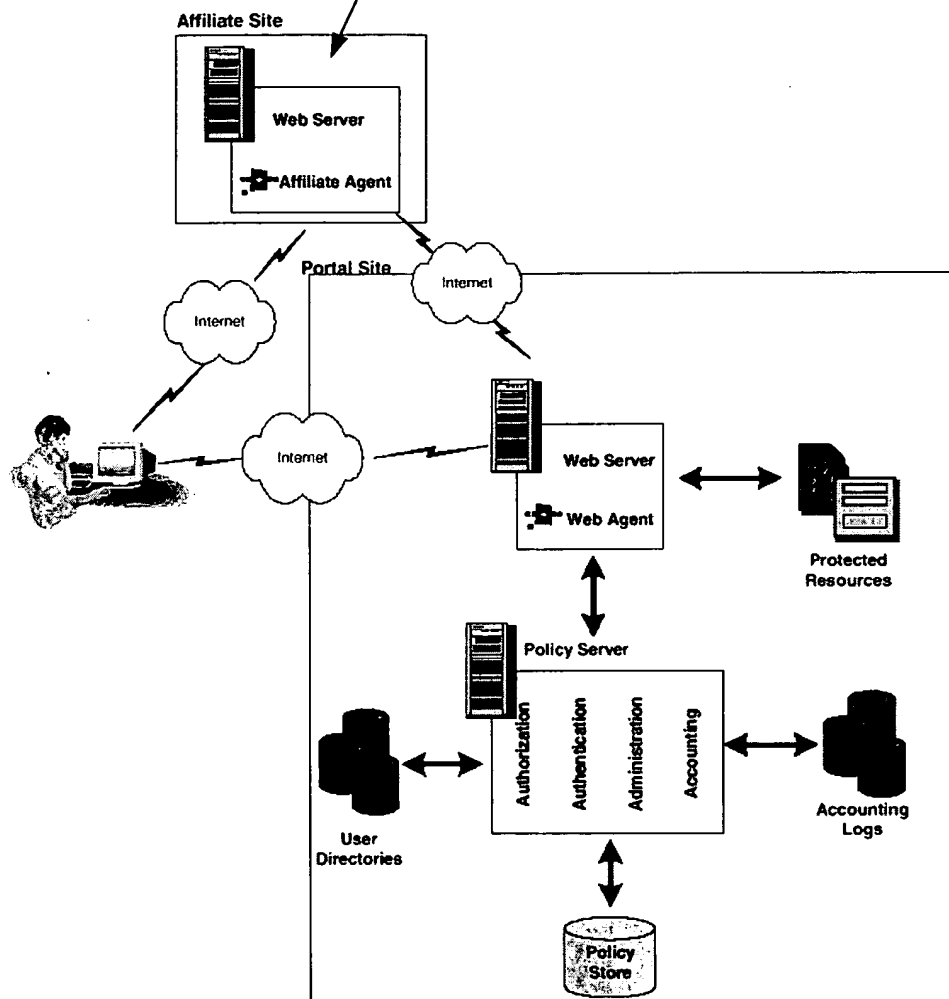 Affiliate Site
Web Server
Affiliate Agent
Portal Site
Internet
Internet
Internet
Web Server
Web Agent
Protected
Resources
Policy Server
Authorization
Authentication
Administration
Accounting
User
Directories
Accounting
Logs
Policy
Store